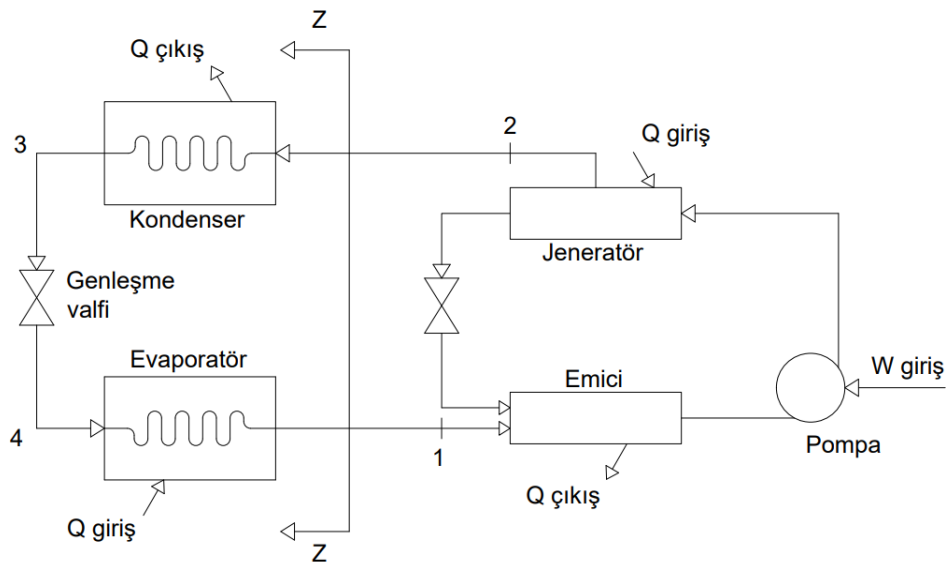 Z
Q çıkış
2
3
Q giriş
Kondenser
Jeneratör
Genleşme
valfi
Evaporatör
Emici
W giriş
4
1
Pompa
Q çıkış
Q giriş
Z